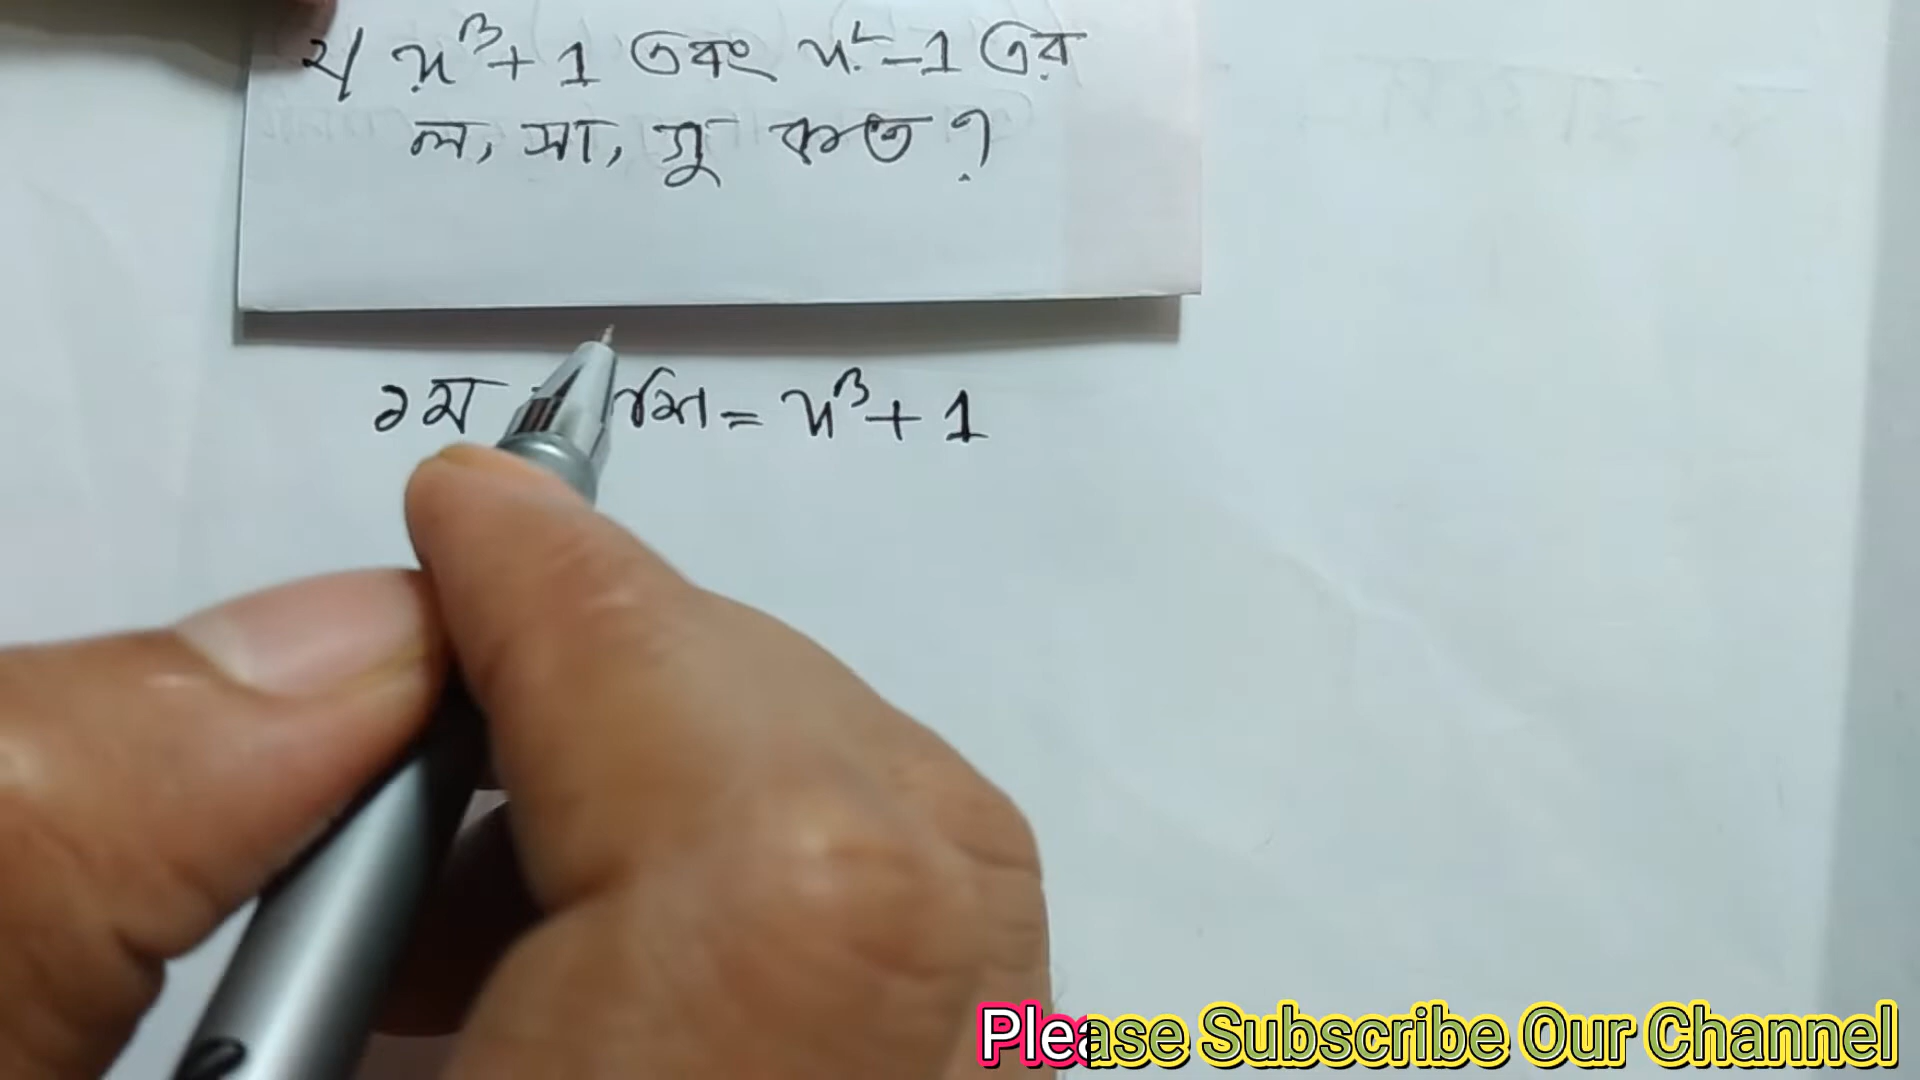 ২। x³+1 এবং x²-1 এর
ল, সা, গু কত?
১ম রাশি = x³+1
Please Subscribe Our Channel